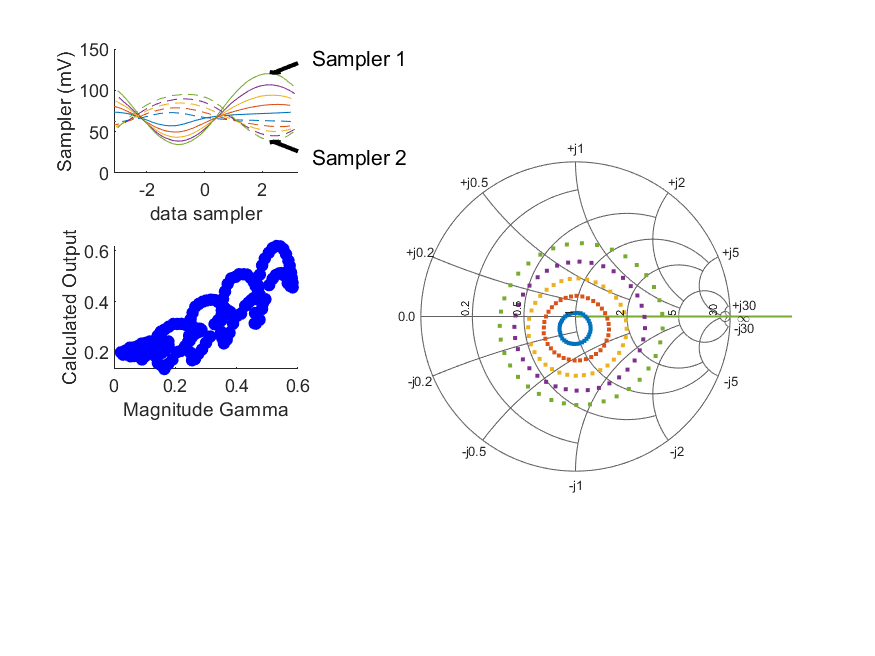 Sampler (mV)
150
100
50
0
-2
0
2
data sampler
Sampler 1
Sampler 2
Calculated Output
0.6
0.4
0.2
0
0.2
0.4
0.6
Magnitude Gamma
+j1
+j0.5
+j2
+j0.2
+j5
0.0
0.2
0.5
1
2
5
30
+j30
∞
-j30
-j0.2
-j5
-j0.5
-j2
-j1